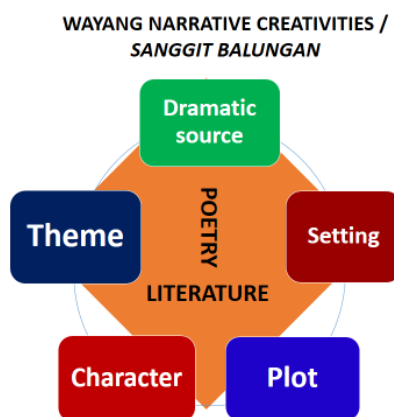 WAYANG NARRATIVE CREATIVITIES /
SANGGIT BALUNGAN
Dramatic
source
Theme
POETRY
Setting
LITERATURE
Character
Plot